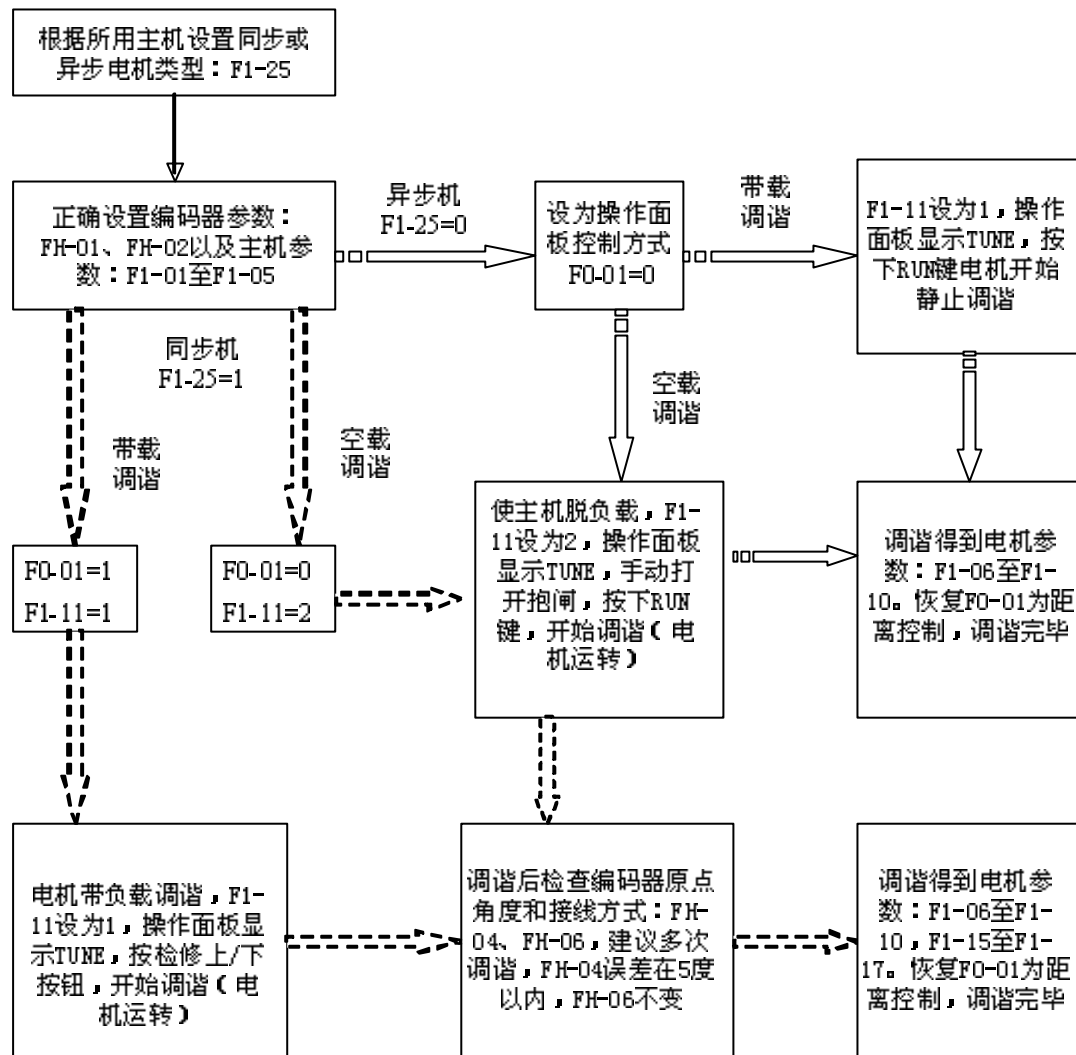 根据所用主机设置同步或
异步电机类型：F1-25
正确设置编码器参数：
FH-01、FH-02以及主机参
数：F1-01至F1-05
异步机
F1-25=0
设为操作面
板控制方式
F0-01=0
带载
调谐
F1-11设为1，操作
面板显示TUNE，按
下RUN键电机开始
静止调谐
同步机
F1-25=1
带载
调谐
空载
调谐
空载
调谐
F0-01=1
F1-11=1
F0-01=0
F1-11=2
使主机脱负载，F1-
11设为2，操作面板
显示TUNE，手动打
开抱闸，按下RUN
键，开始调谐（电
机运转）
调谐得到电机参
数：F1-06至F1-
10。恢复F0-01为距
离控制，调谐完毕
电机带负载调谐，F1-
11设为1，操作面板显
示TUNE，按检修上/下
按钮，开始调谐（电
机运转）
调谐后检查编码器原点
角度和接线方式：FH-
04、FH-06，建议多次
调谐，FH-04误差在5度
以内，FH-06不变
调谐得到电机参
数：F1-06至F1-
10，F1-15至F1-
17。恢复F0-01为距
离控制，调谐完毕